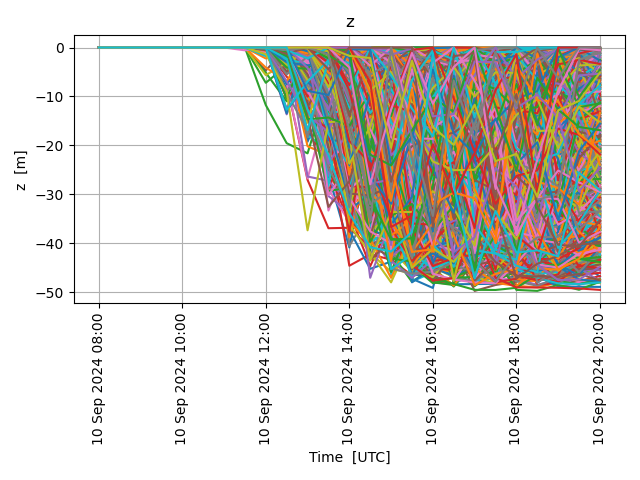 z
0
−10
−20
−30
−40
−50
z [m]
10 Sep 2024 08:00
10 Sep 2024 10:00
10 Sep 2024 12:00
10 Sep 2024 14:00
10 Sep 2024 16:00
10 Sep 2024 18:00
10 Sep 2024 20:00
Time [UTC]